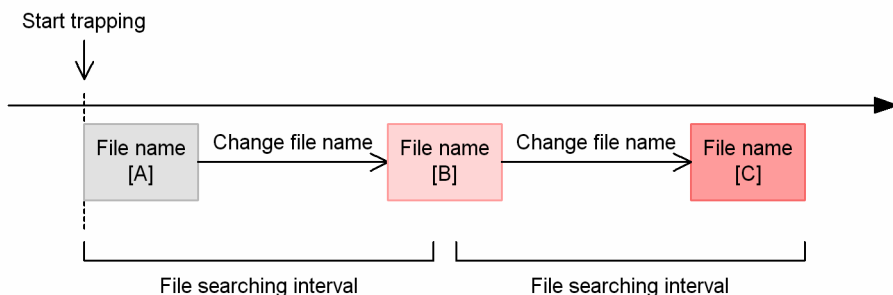 Start trapping
File name
[A]
Change file name
File name
[B]
Change file name
File name
[C]
File searching interval
File searching interval